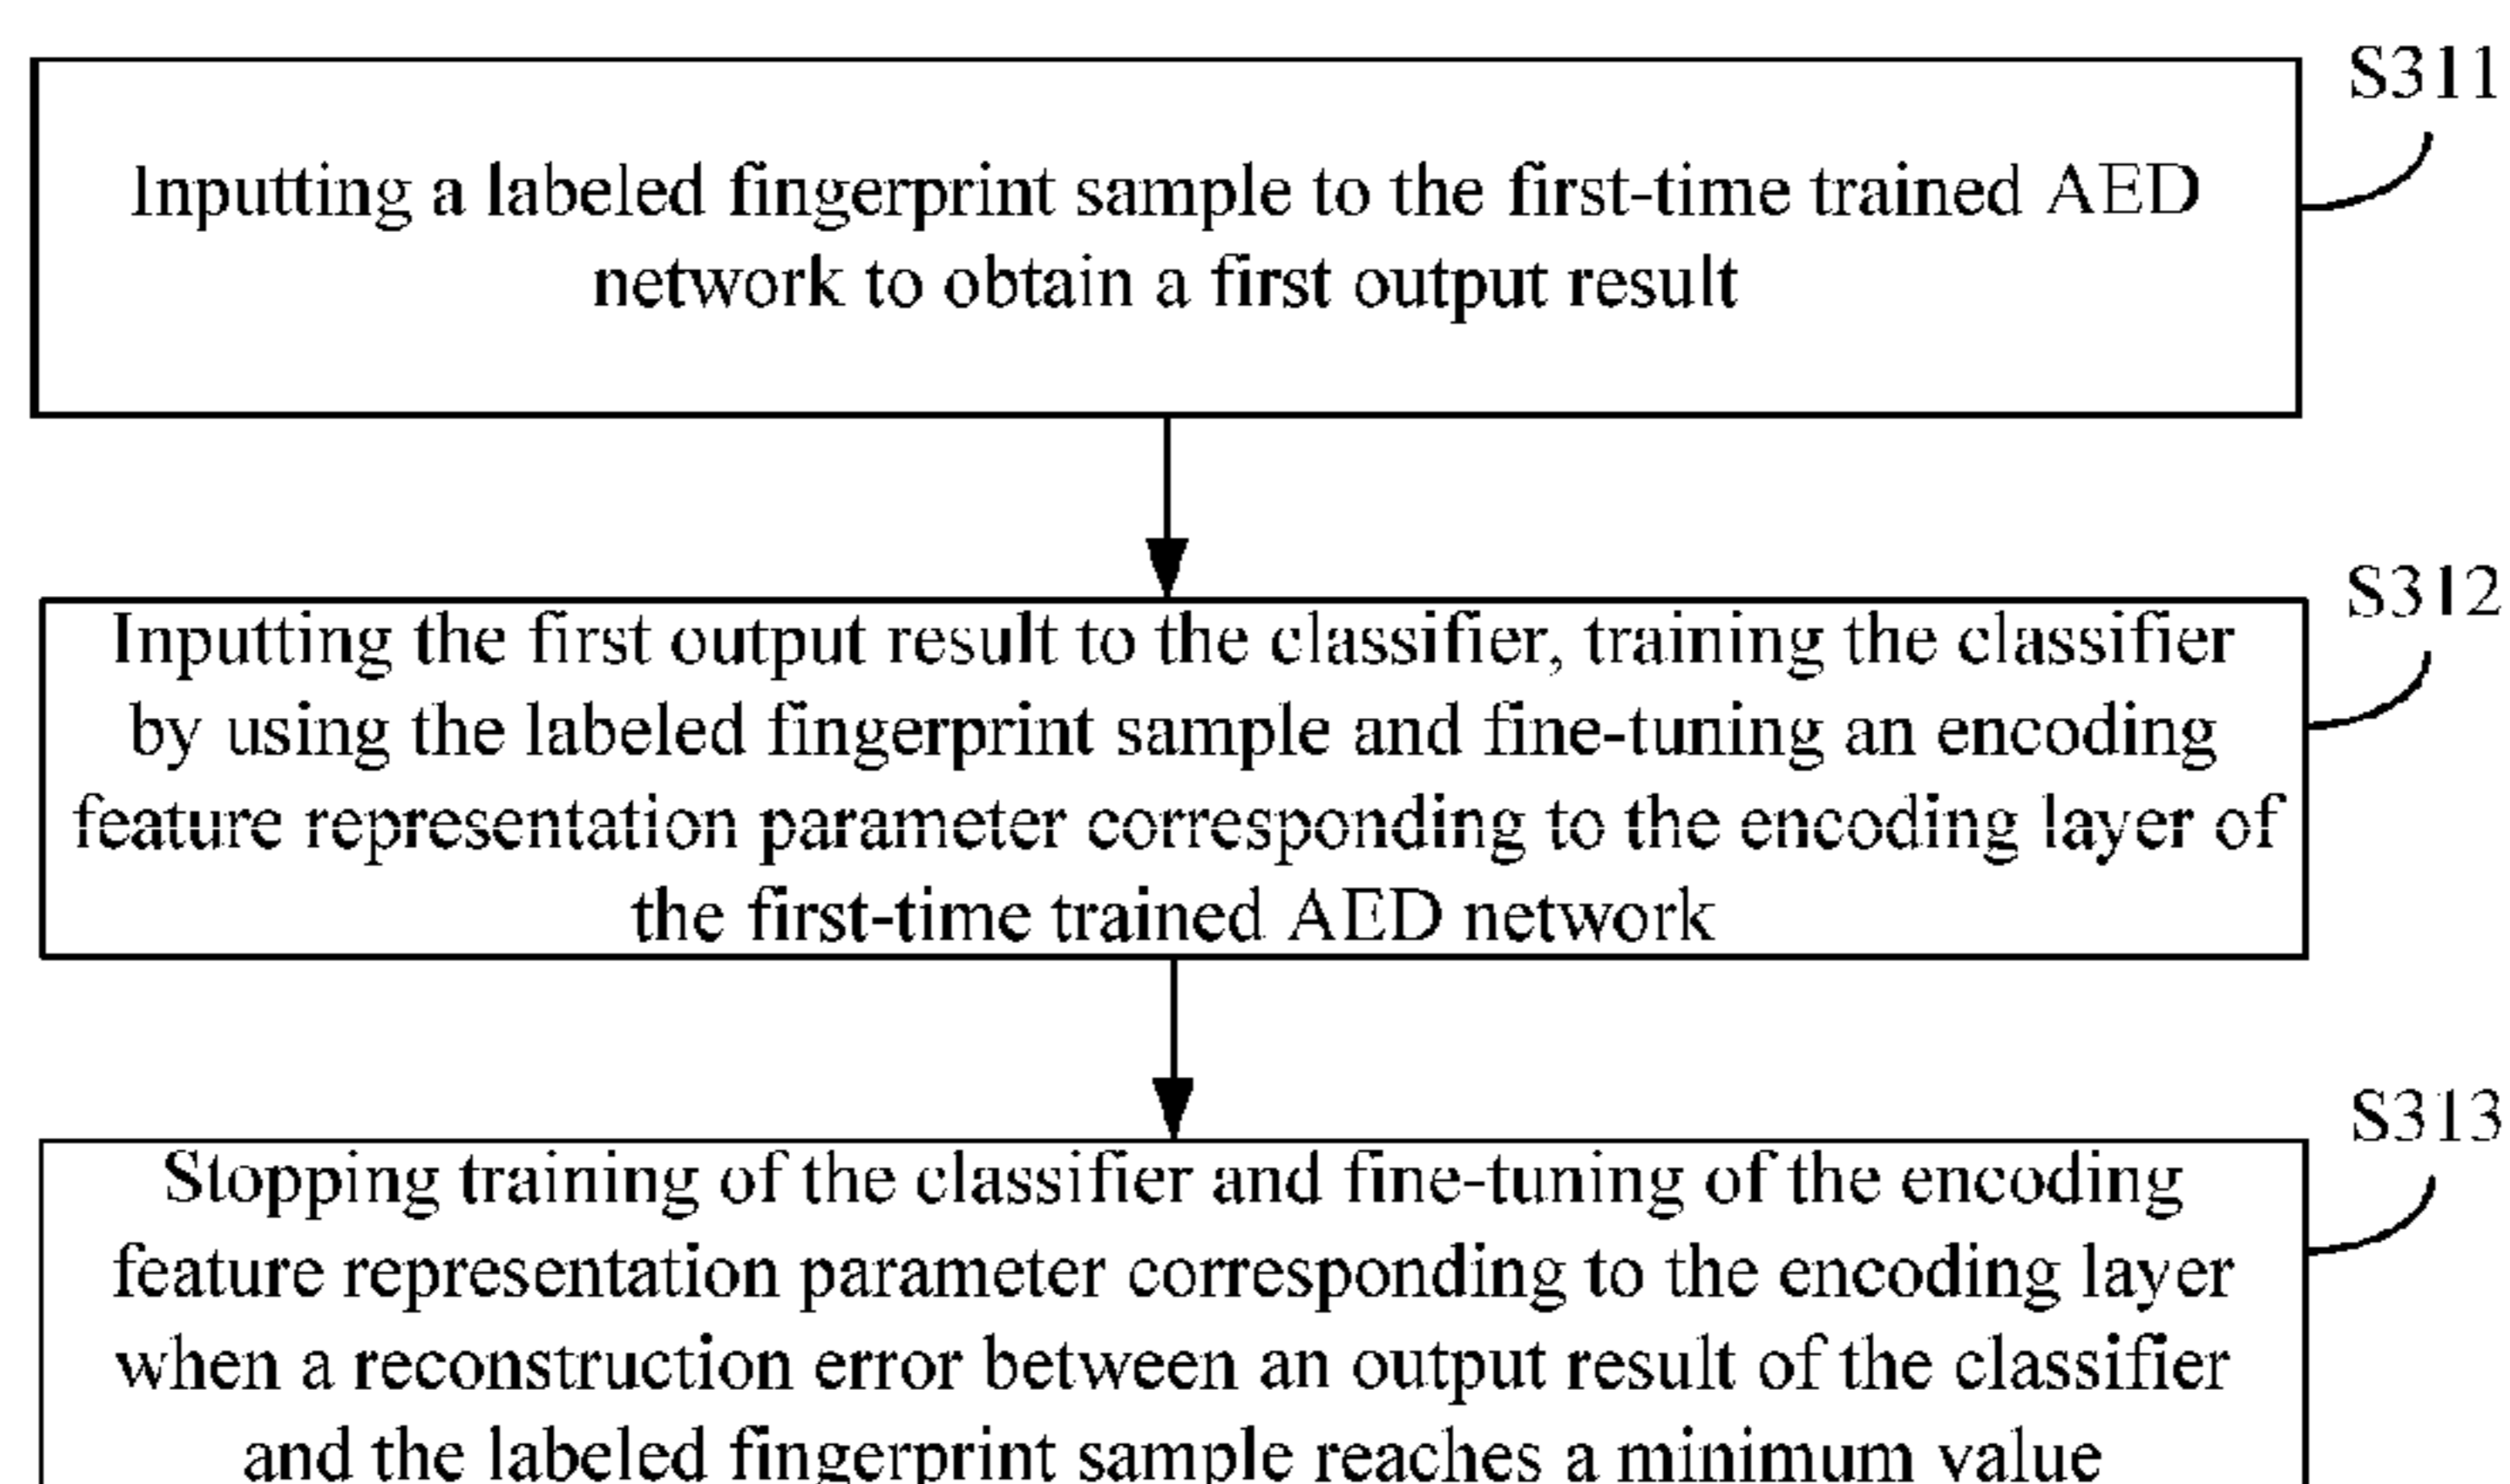 S311
Inputting a labeled fingerprint sample to the first-time trained AED
network to obtain a first output result
S312
Inputting the first output result to the classifier, training the classifier
by using the labeled fingerprint sample and fine-tuning an encoding
feature representation parameter corresponding to the encoding layer of
the first-time trained AED network
S313
Stopping training of the classifier and fine-tuning of the encoding
feature representation parameter corresponding to the encoding layer
when a reconstruction error between an output result of the classifier
and the labeled fingerprint sample reaches a minimum value